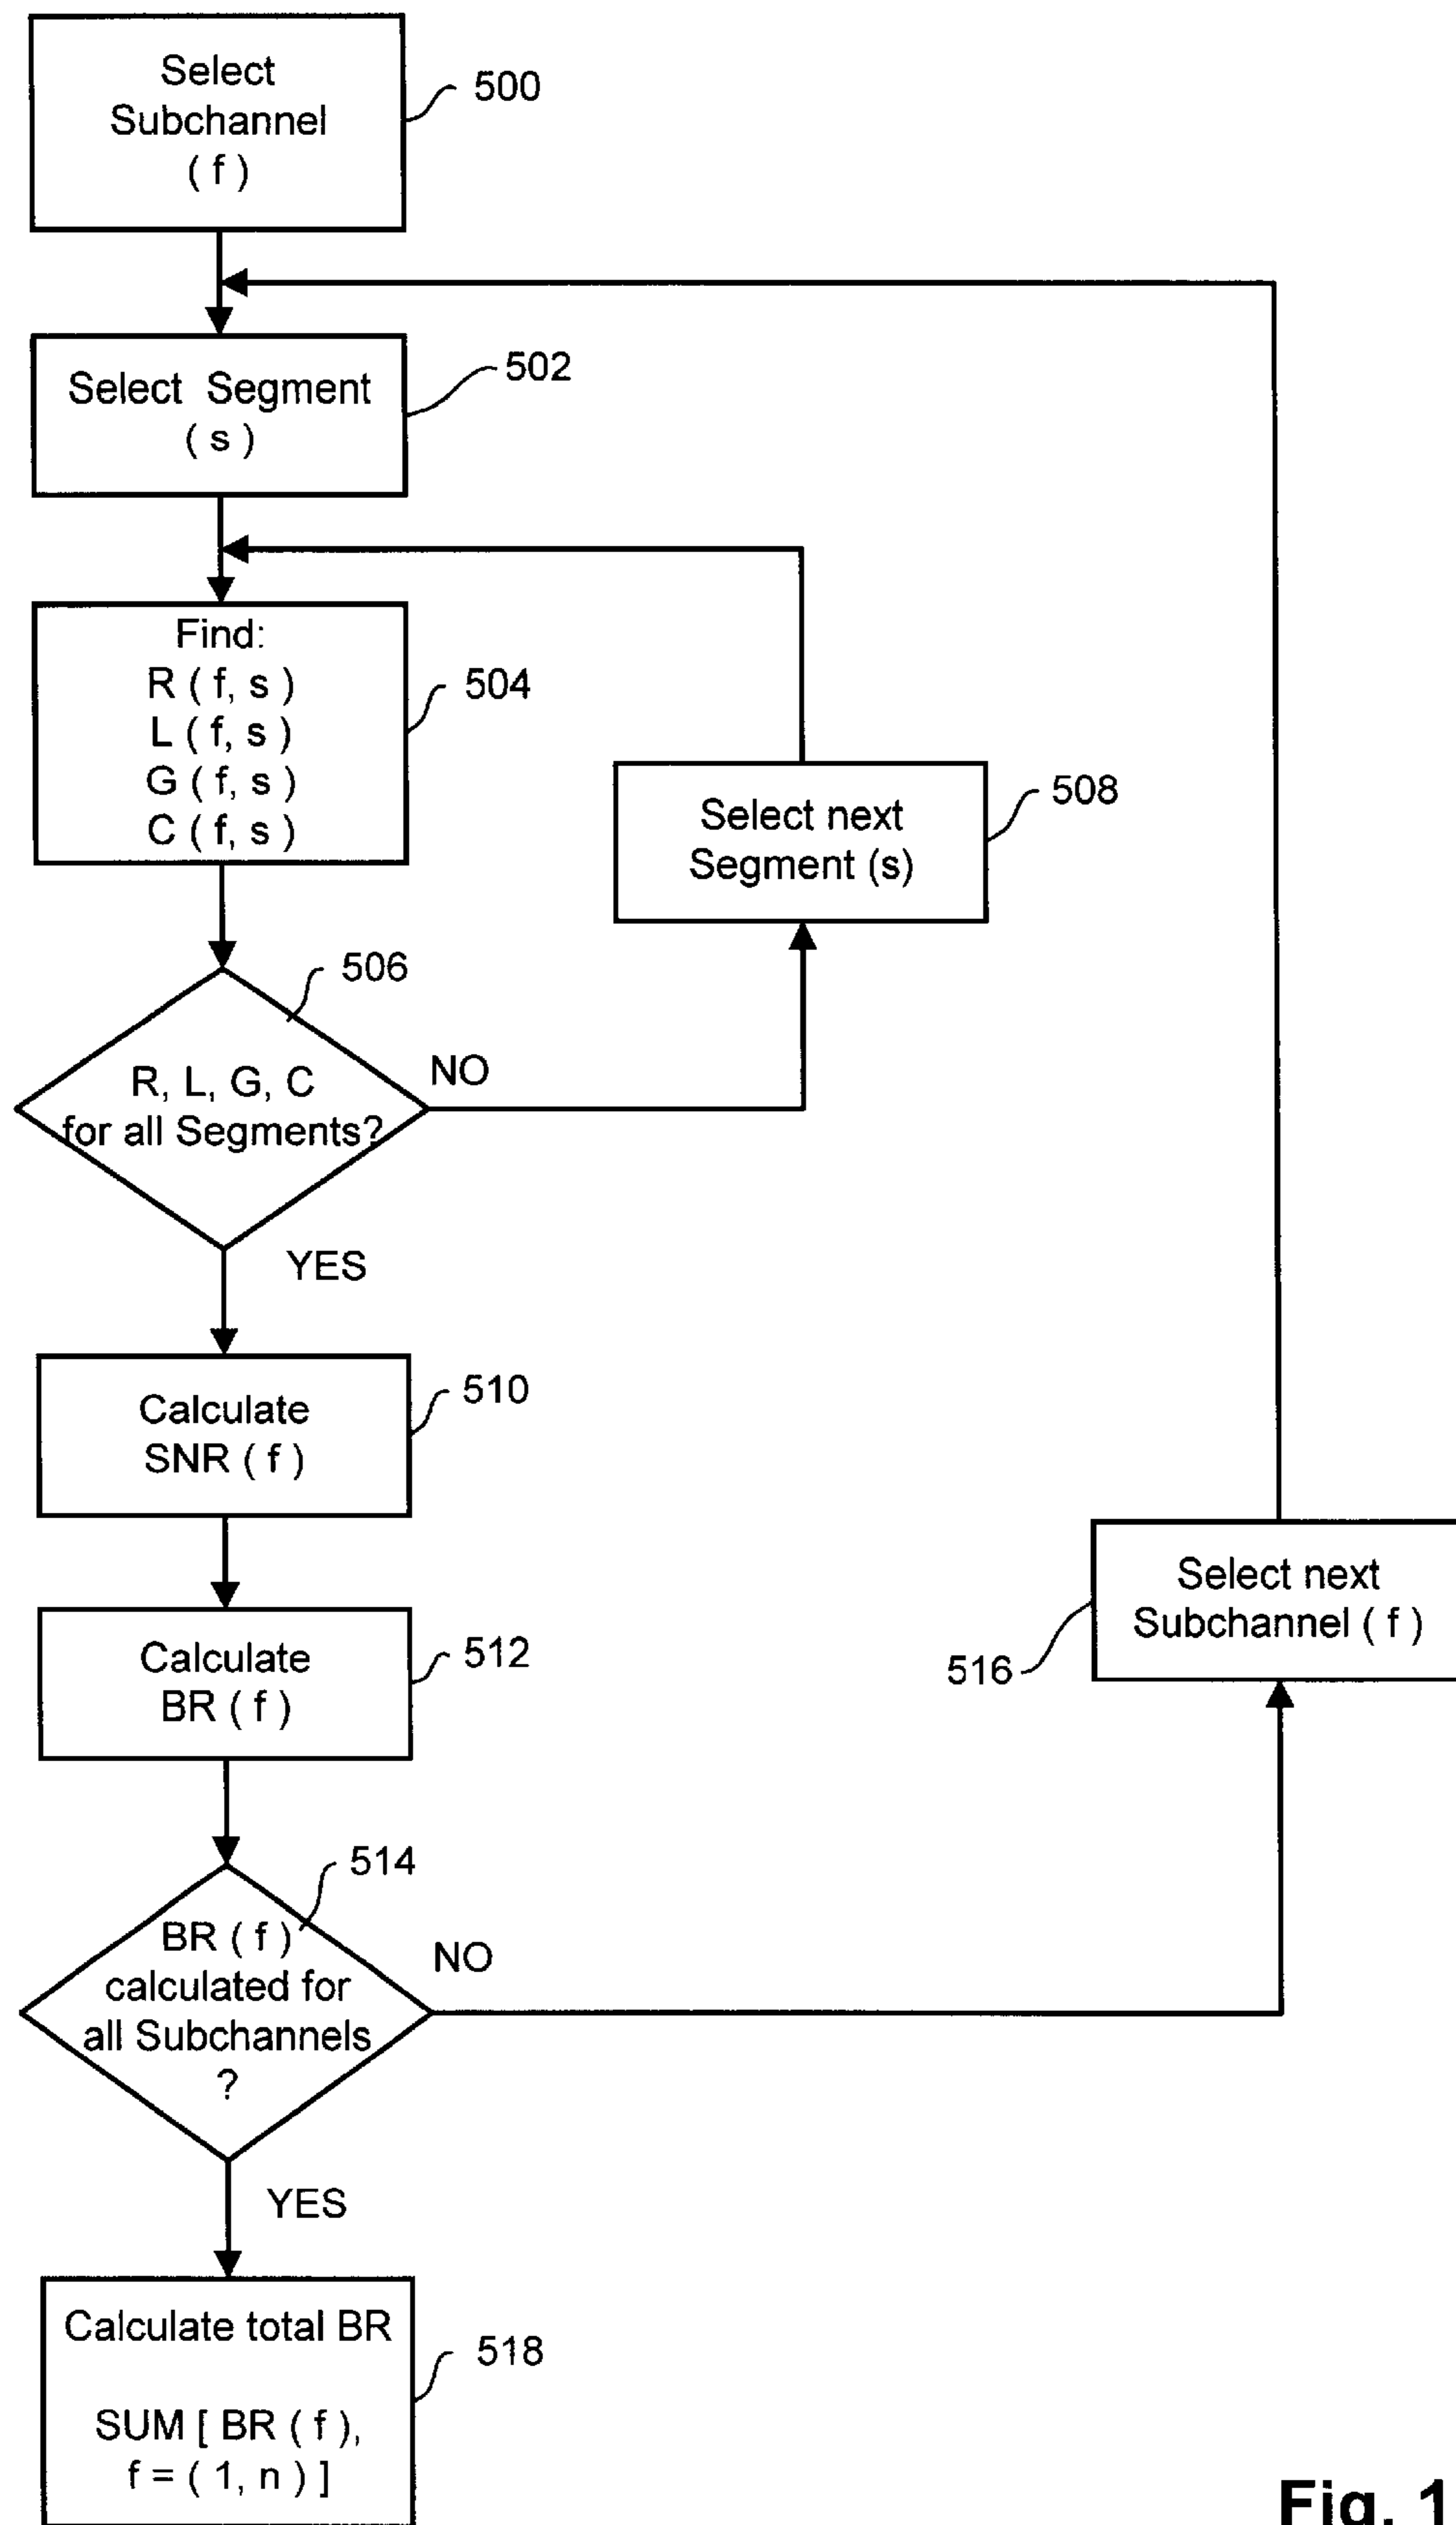 Select
Subchannel
( f )
500
Select Segment
( s )
502
Find:
R ( f, s )
L ( f, s )
G ( f, s )
C ( f, s )
504
Select next
Segment (s)
508
506
R, L, G, C
for all Segments?
NO
YES
Calculate
SNR ( f )
510
Calculate
BR ( f )
512
Select next
Subchannel ( f )
516
514
BR ( f )
calculated for
all Subchannels
?
NO
YES
Calculate total BR
SUM [ BR ( f ),
f = ( 1, n ) ]
518
Fig. 1